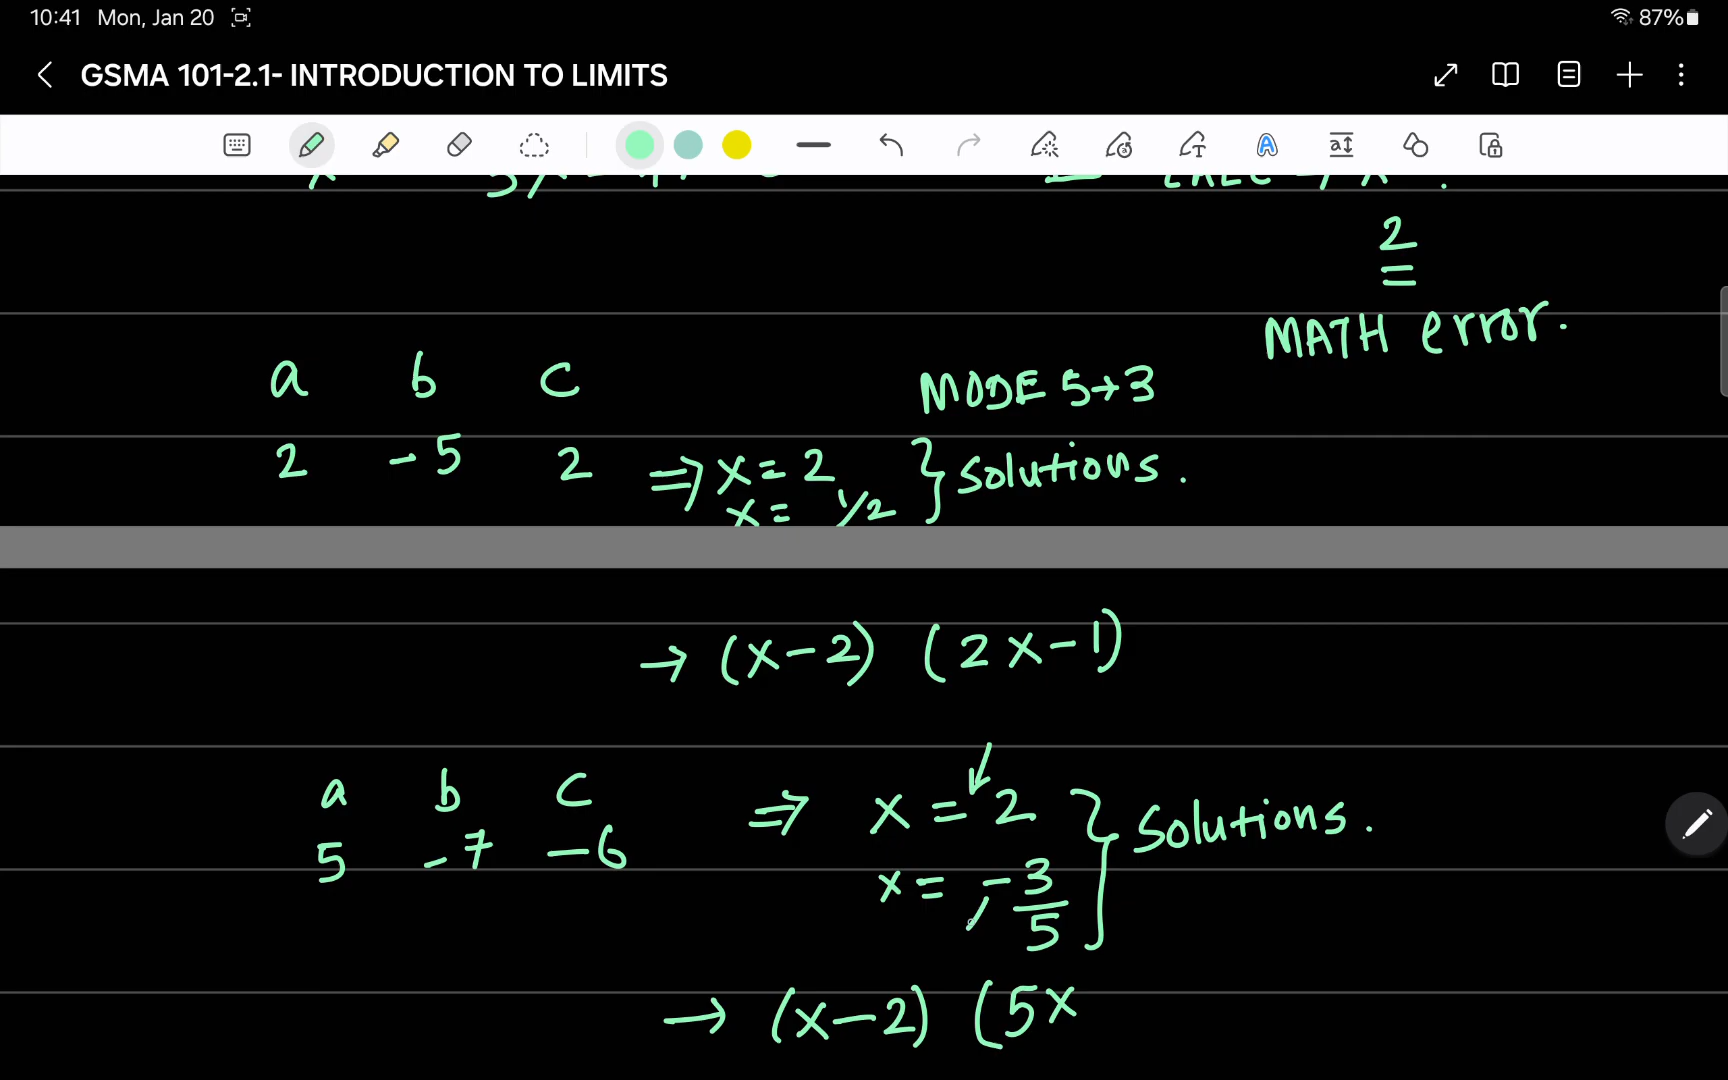 10:41 Mon, Jan 20 87%
GSMA 101-2.1- INTRODUCTION TO LIMITS
2
=
MATH error.
a b c MODE 5→3
2 -5 2 ⇒ x = 2 } solutions.
x = 1/2
→ (x-2) (2x-1)
a b c ⇒ x = 2 } solutions.
5 -7 -6
x = -3/5
→ (x-2) (5x